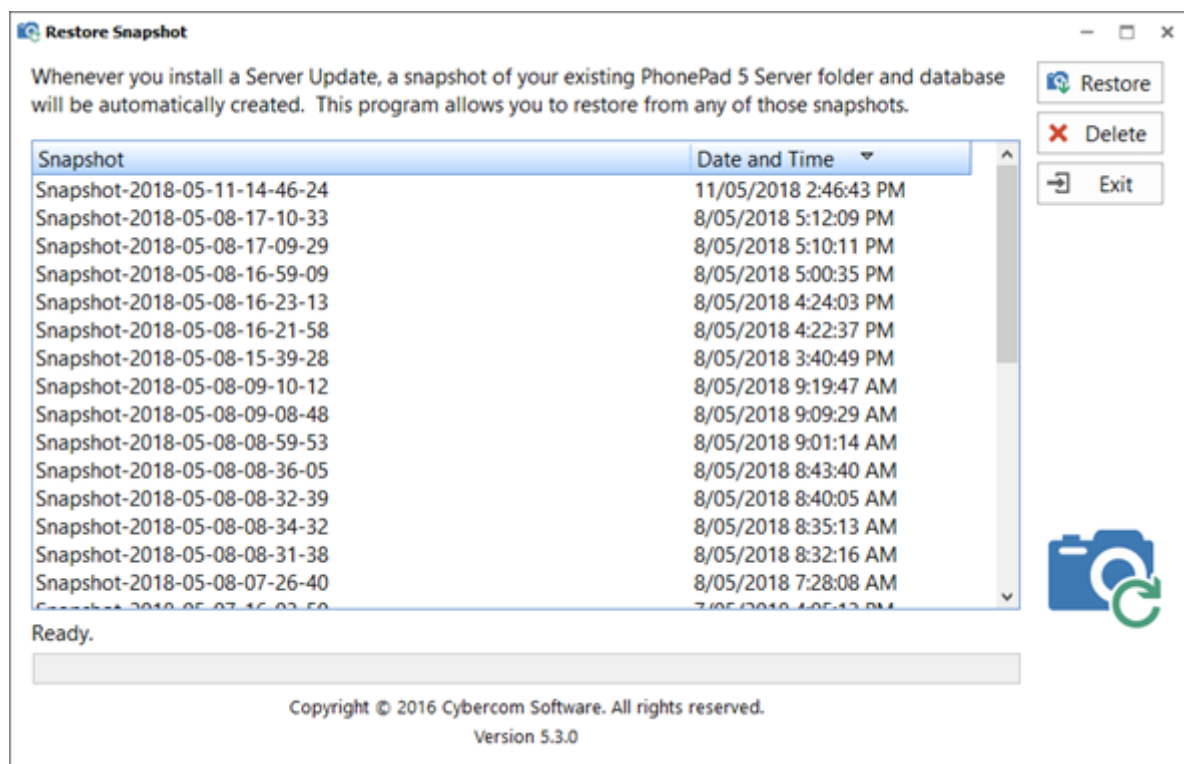 Restore Snapshot
Whenever you install a Server Update, a snapshot of your existing PhonePad 5 Server folder and database
will be automatically created.  This program allows you to restore from any of those snapshots.
Restore
Delete
Exit
Snapshot Date and Time
Snapshot-2018-05-11-14-46-24 11/05/2018 2:46:43 PM
Snapshot-2018-05-08-17-10-33 8/05/2018 5:12:09 PM
Snapshot-2018-05-08-17-09-29 8/05/2018 5:10:11 PM
Snapshot-2018-05-08-16-59-09 8/05/2018 5:00:35 PM
Snapshot-2018-05-08-16-23-13 8/05/2018 4:24:03 PM
Snapshot-2018-05-08-16-21-58 8/05/2018 4:22:37 PM
Snapshot-2018-05-08-15-39-28 8/05/2018 3:40:49 PM
Snapshot-2018-05-08-09-10-12 8/05/2018 9:19:47 AM
Snapshot-2018-05-08-09-08-48 8/05/2018 9:09:29 AM
Snapshot-2018-05-08-08-59-53 8/05/2018 9:01:14 AM
Snapshot-2018-05-08-08-36-05 8/05/2018 8:43:40 AM
Snapshot-2018-05-08-08-32-39 8/05/2018 8:40:05 AM
Snapshot-2018-05-08-08-34-32 8/05/2018 8:35:13 AM
Snapshot-2018-05-08-08-31-38 8/05/2018 8:32:16 AM
Snapshot-2018-05-08-07-26-40 8/05/2018 7:28:08 AM
Ready.
Copyright © 2016 Cybercom Software. All rights reserved.
Version 5.3.0